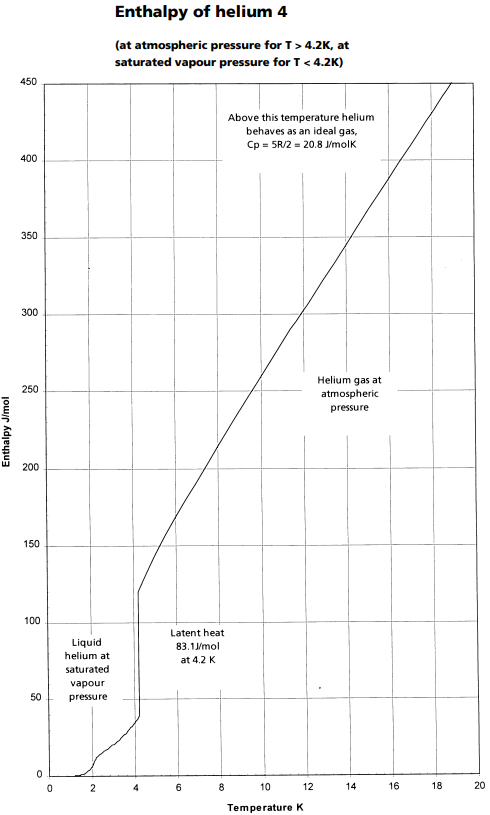 Enthalpy of helium 4
(at atmospheric pressure for T > 4.2K, at
saturated vapour pressure for T < 4.2K)
450
Above this temperature helium
behaves as an ideal gas,
Cp = 5R/2 = 20.8 J/molK
400
350
300
Helium gas at
atmospheric
pressure
250
Enthalpy J/mol
200
150
100
Latent heat
83.1J/mol
at 4.2 K
Liquid
helium at
saturated
vapour
pressure
50
0
0 2 4 6 8 10 12 14 16 18 20
Temperature K